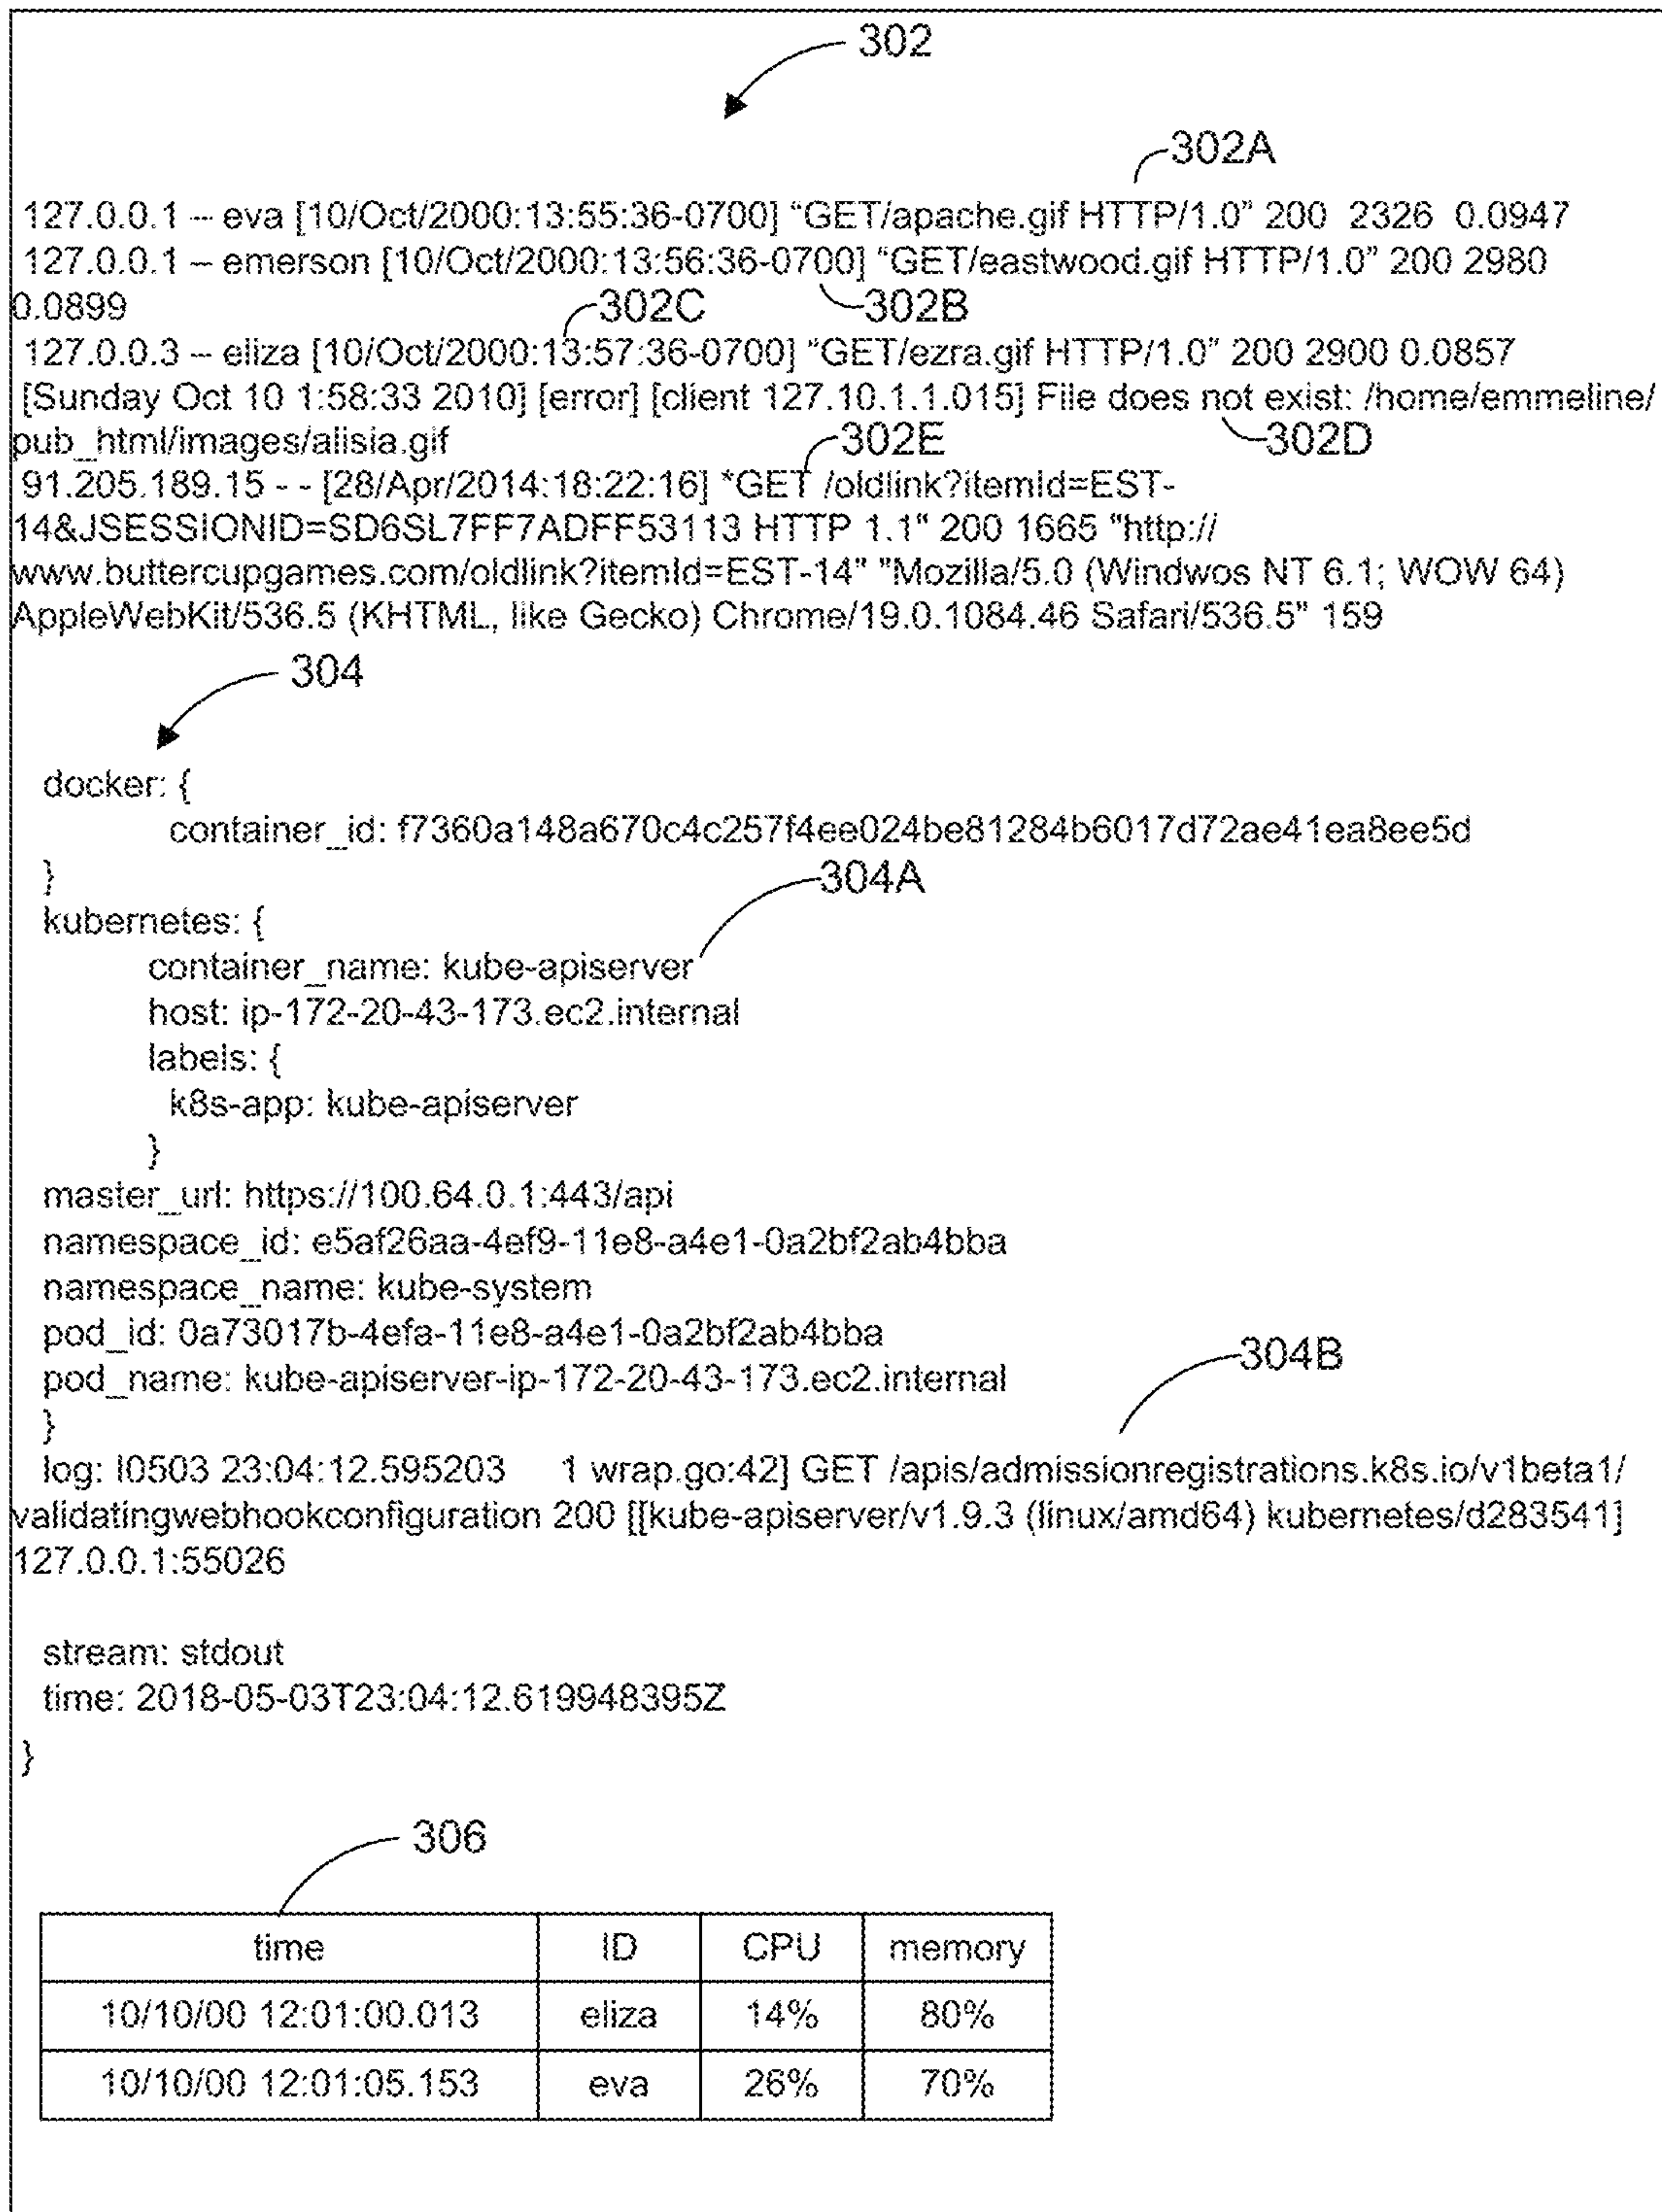 302
302A
127.0.0.1 – eva [10/Oct/2000:13:55:36-0700] “GET/apache.gif HTTP/1.0” 200 2326 0.0947
127.0.0.1 – emerson [10/Oct/2000:13:56:36-0700] “GET/eastwood.gif HTTP/1.0” 200 2980
0.0899
302C 302B
127.0.0.3 – eliza [10/Oct/2000:13:57:36-0700] “GET/ezra.gif HTTP/1.0” 200 2900 0.0857
[Sunday Oct 10 1:58:33 2010] [error] [client 127.10.1.1.015] File does not exist: /home/emmeline/
pub_html/images/alisia.gif
302E 302D
91.205.189.15 - - [28/Apr/2014:18:22:16] *GET /oldlink?itemId=EST-
14&JSESSIONID=SD6SL7FF7ADFF53113 HTTP 1.1" 200 1665 "http://
www.buttercupgames.com/oldlink?itemId=EST-14" "Mozilla/5.0 (Windwos NT 6.1; WOW 64)
AppleWebKit/536.5 (KHTML, like Gecko) Chrome/19.0.1084.46 Safari/536.5" 159
304
docker: {
container_id: f7360a148a670c4c257f4ee024be81284b6017d72ae41ea8ee5d
}
304A
kubernetes: {
container_name: kube-apiserver
host: ip-172-20-43-173.ec2.internal
labels: {
k8s-app: kube-apiserver
}
master_url: https://100.64.0.1:443/api
namespace_id: e5af26aa-4ef9-11e8-a4e1-0a2bf2ab4bba
namespace_name: kube-system
pod_id: 0a73017b-4efa-11e8-a4e1-0a2bf2ab4bba
304B
pod_name: kube-apiserver-ip-172-20-43-173.ec2.internal
}
log: I0503 23:04:12.595203 1 wrap.go:42] GET /apis/admissionregistrations.k8s.io/v1beta1/
validatingwebhookconfiguration 200 [[kube-apiserver/v1.9.3 (linux/amd64) kubernetes/d283541]
127.0.0.1:55026
stream: stdout
time: 2018-05-03T23:04:12.619948395Z
}
306
time ID CPU memory
10/10/00 12:01:00.013 eliza 14% 80%
10/10/00 12:01:05.153 eva 26% 70%